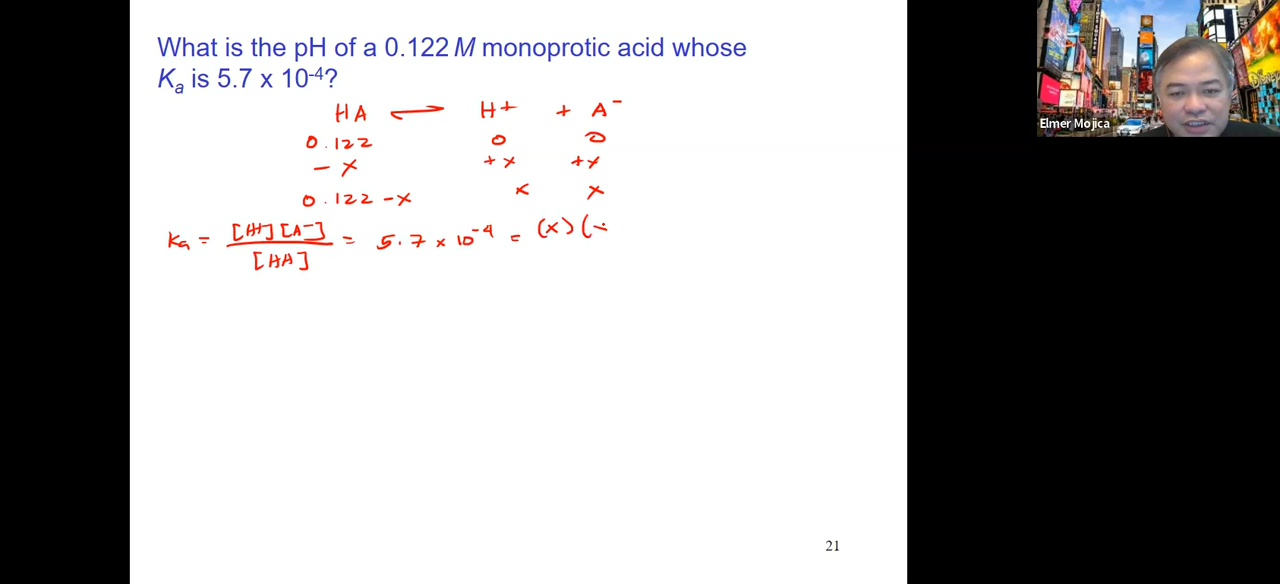 What is the pH of a 0.122 M monoprotic acid whose
Ka is 5.7 x 10-4?
HA ⇌ H+ + A-
0.122 0 0
- x +x +x
0.122 - x x x
Ka = [H+][A-] / [HA] = 5.7 × 10-4 = (x)(
Elmer Mojica
21